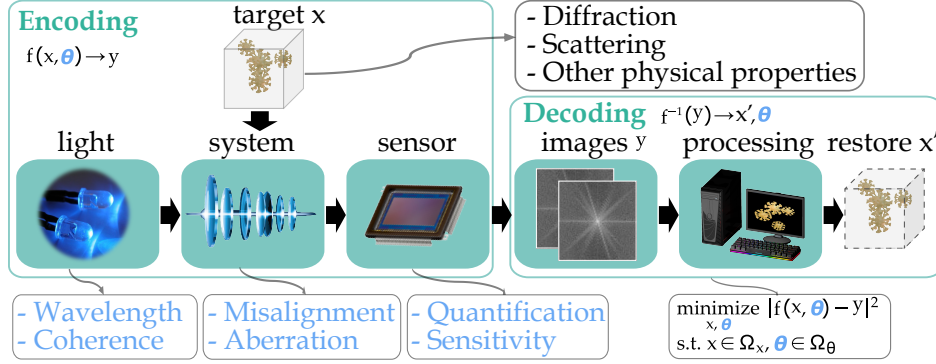 Encoding
f(x, θ) → y
target x
- Diffraction
- Scattering
- Other physical properties
Decoding f⁻¹(y) → x′, θ
light
system
sensor
images y
processing
restore x′
- Wavelength
- Coherence
- Misalignment
- Aberration
- Quantification
- Sensitivity
minimize |f(x, θ) − y|²
x, θ
s.t. x ∈ Ωₓ, θ ∈ Ω_θ